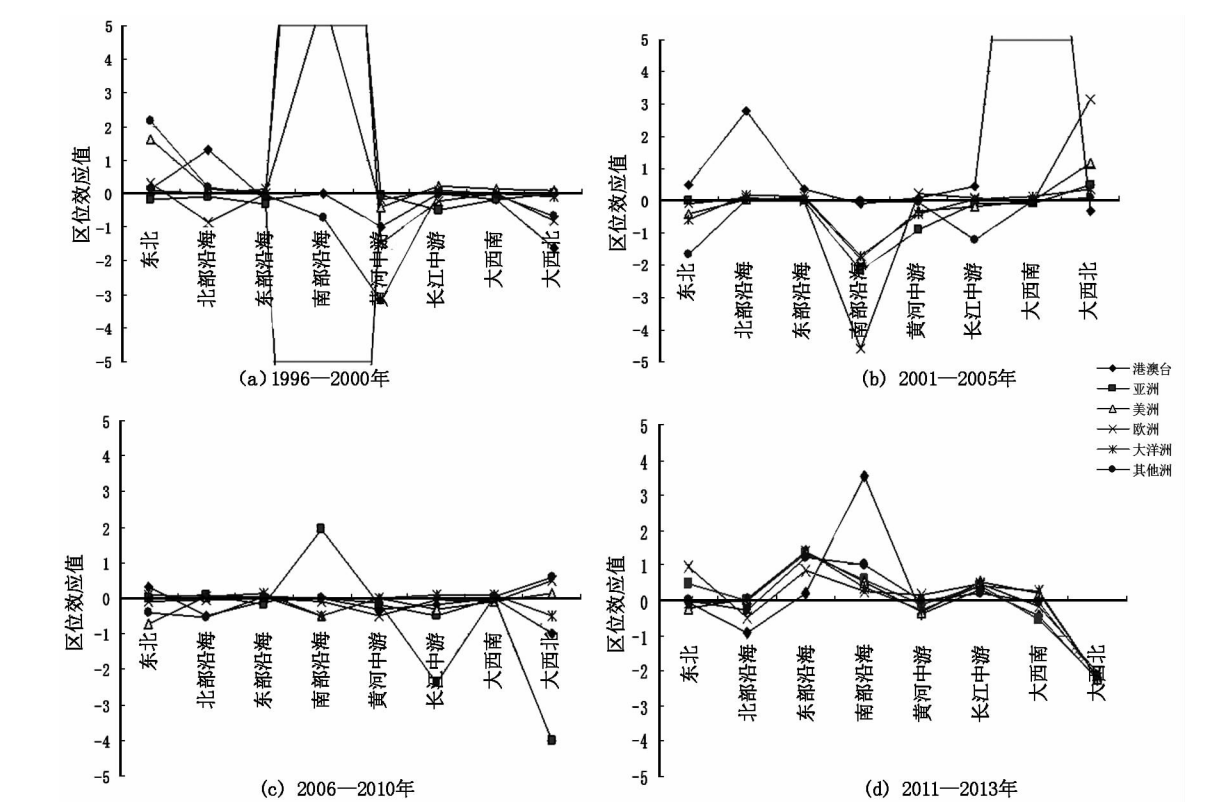 5
4
3
2
1
0
-1
-2
-3
-4
-5
区位效应值
东北
北部沿海
东部沿海
南部沿海
黄河中游
长江中游
大西南
大西北
(a)1996—2000年
5
4
3
2
1
0
-1
-2
-3
-4
-5
区位效应值
东北
北部沿海
东部沿海
南部沿海
黄河中游
长江中游
大西南
大西北
(b) 2001—2005年
港澳台
亚洲
美洲
欧洲
大洋洲
其他洲
5
4
3
2
1
0
-1
-2
-3
-4
-5
区位效应值
东北
北部沿海
东部沿海
南部沿海
黄河中游
长江中游
大西南
大西北
(c) 2006—2010年
5
4
3
2
1
0
-1
-2
-3
-4
-5
区位效应值
东北
北部沿海
东部沿海
南部沿海
黄河中游
长江中游
大西南
大西北
(d) 2011—2013年